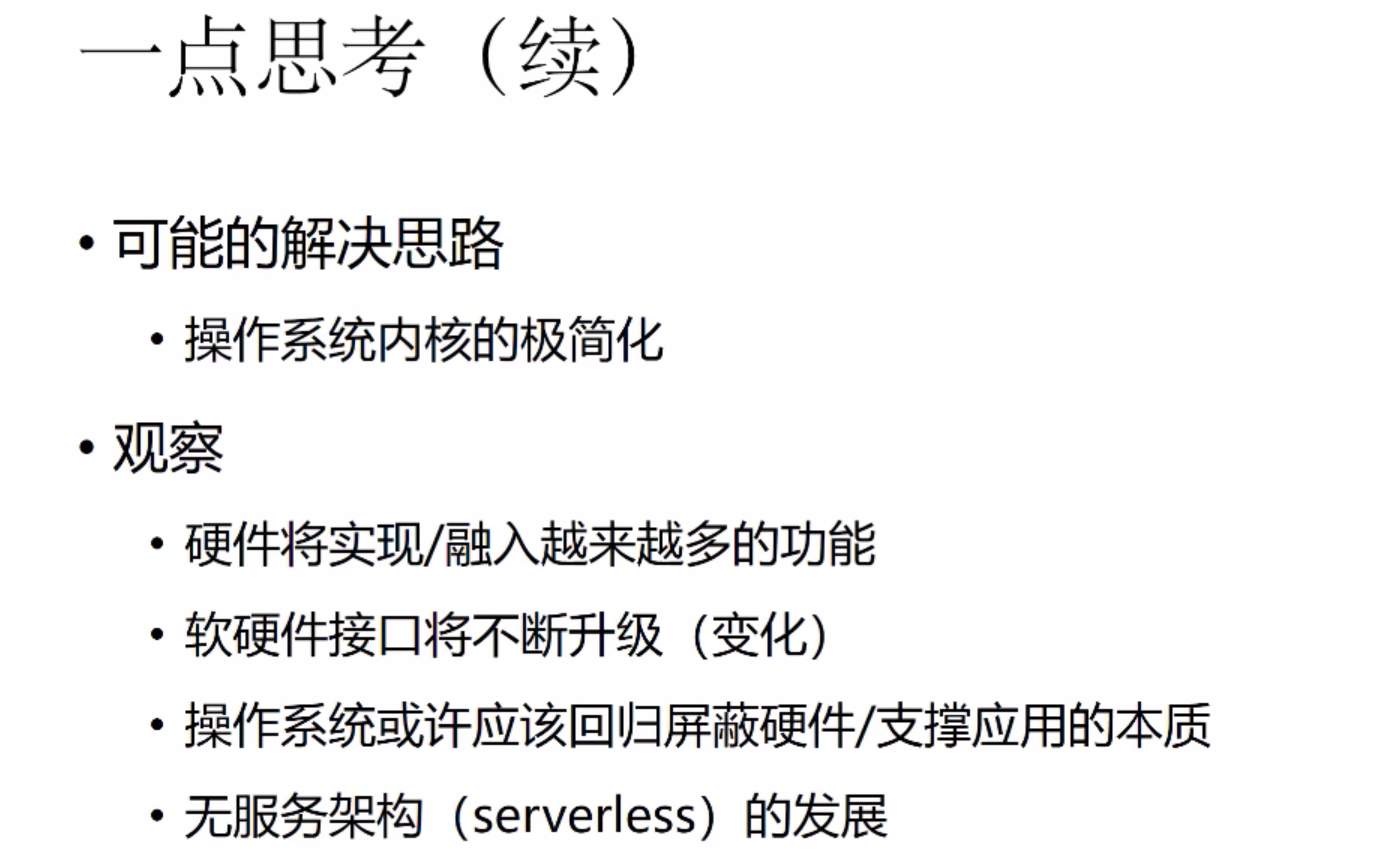 一点思考（续）
• 可能的解决思路
• 操作系统内核的极简化
• 观察
• 硬件将实现/融入越来越多的功能
• 软硬件接口将不断升级（变化）
• 操作系统或许应该回归屏蔽硬件/支撑应用的本质
• 无服务架构（serverless）的发展